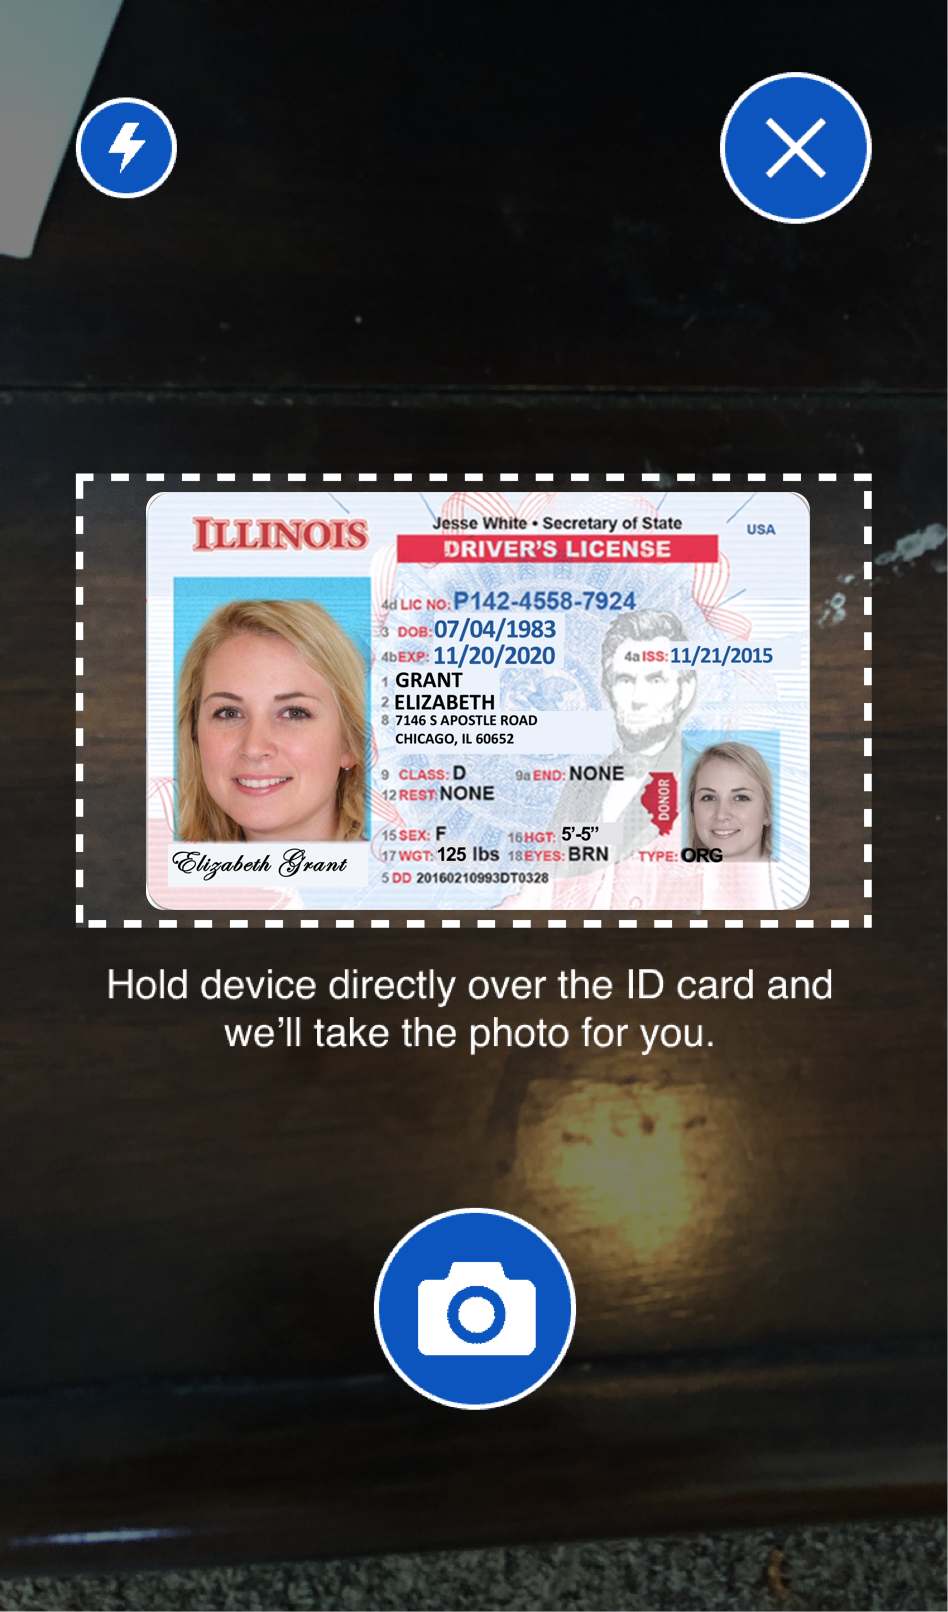 ILLINOIS
Jesse White • Secretary of State
USA
DRIVER'S LICENSE
4d LIC NO: P142-4558-7924
3 DOB: 07/04/1983
4b EXP: 11/20/2020 4a ISS: 11/21/2015
1 GRANT
2 ELIZABETH
8 7146 S APOSTLE ROAD
CHICAGO, IL 60652
9 CLASS: D 9a END: NONE
12 REST: NONE
DONOR
15 SEX: F 16 HGT: 5'-5"
17 WGT: 125 lbs 18 EYES: BRN TYPE: ORG
5 DD 20160210993DT0328
Elizabeth Grant
Hold device directly over the ID card and
we'll take the photo for you.